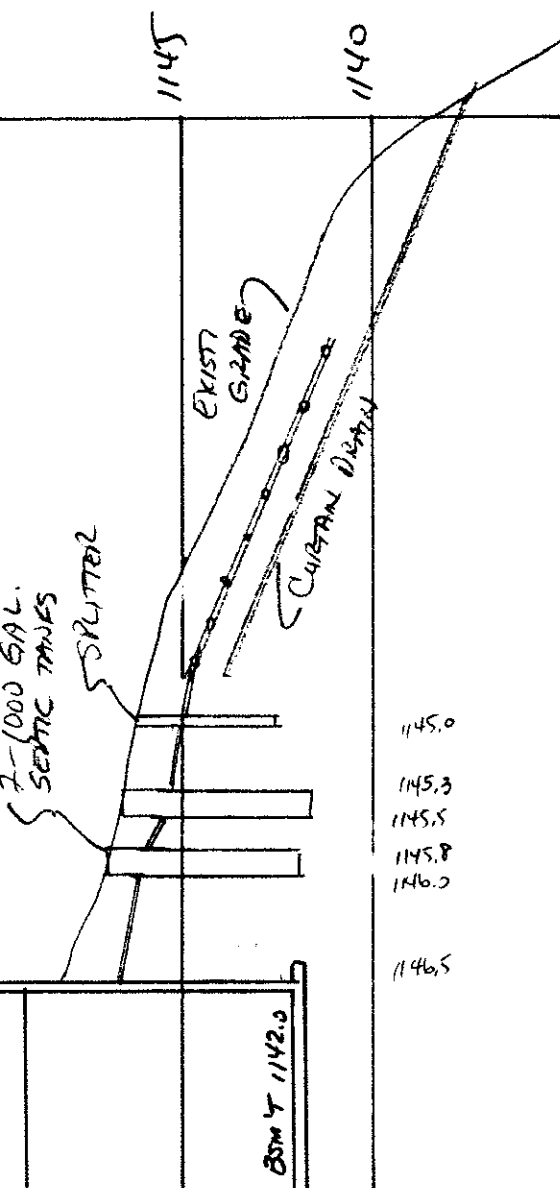 1145
1140
EXIST'
GRADE
CURTAIN DRAIN
SPLITTER
2-1000 GAL.
SEPTIC TANKS
1145.0
1145.3
1145.5
1145.8
1146.0
1146.5
BSM'T 1142.0